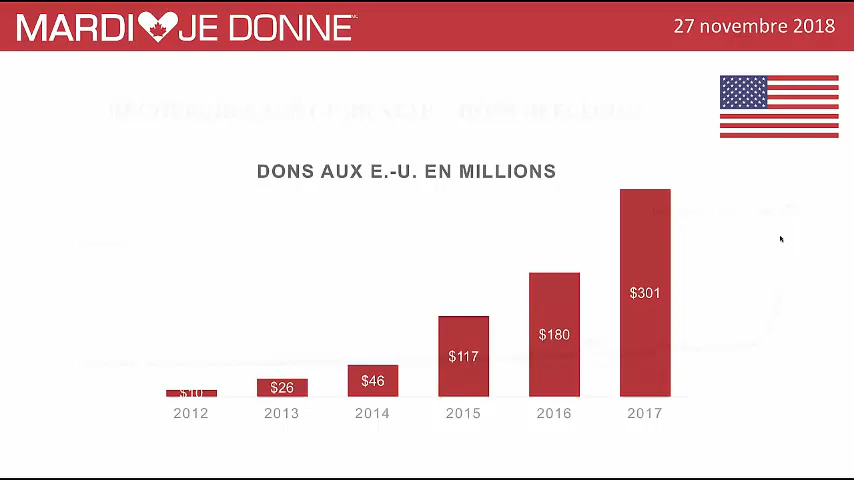 MARDI JE DONNE
27 novembre 2018
DONS AUX E.-U. EN MILLIONS
$301
$180
$117
$46
$26
$10
2012 2013 2014 2015 2016 2017